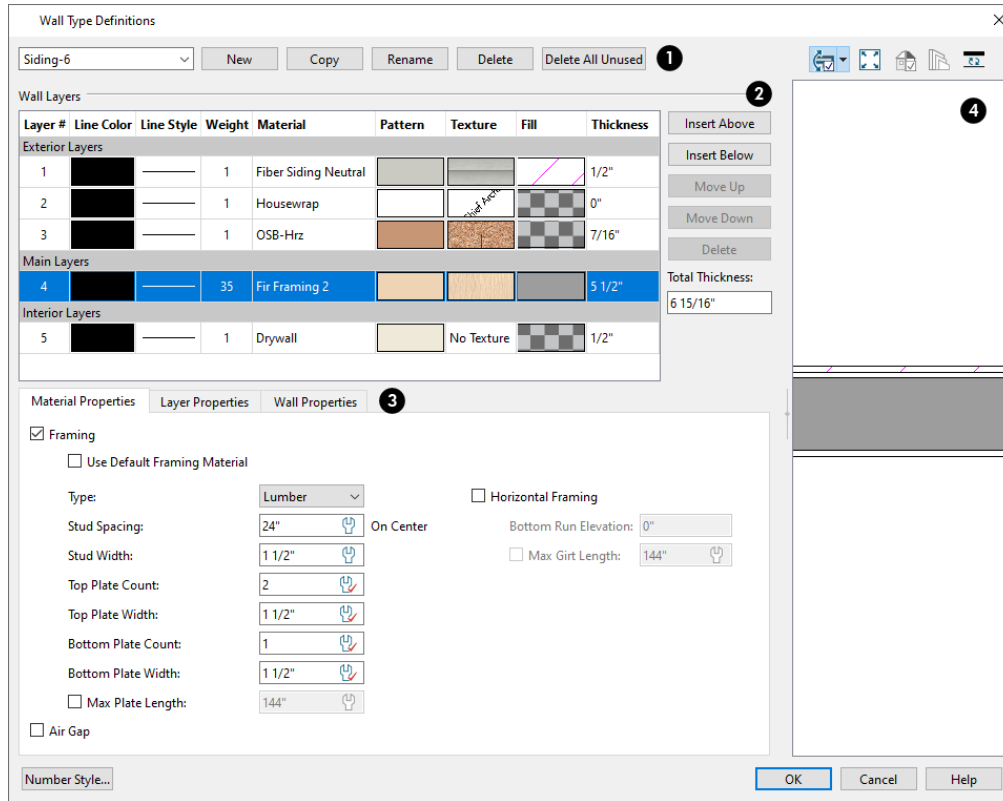 Wall Type Definitions
Siding-6 New Copy Rename Delete Delete All Unused 1
Wall Layers 2 4
Layer # Line Color Line Style Weight Material Pattern Texture Fill Thickness Insert Above
Exterior Layers
Insert Below
1 1 Fiber Siding Neutral 1/2"
Move Up
2 1 Housewrap Chief Arch 0"
Move Down
3 1 OSB-Hrz 7/16"
Delete
Main Layers
Total Thickness:
4 35 Fir Framing 2 5 1/2"
6 15/16"
Interior Layers
5 1 Drywall No Texture 1/2"
Material Properties Layer Properties Wall Properties 3
Framing
Use Default Framing Material
Type: Lumber Horizontal Framing
Stud Spacing: 24" On Center Bottom Run Elevation: 0"
Stud Width: 1 1/2" Max Girt Length: 144"
Top Plate Count: 2
Top Plate Width: 1 1/2"
Bottom Plate Count: 1
Bottom Plate Width: 1 1/2"
Max Plate Length: 144"
Air Gap
Number Style... OK Cancel Help